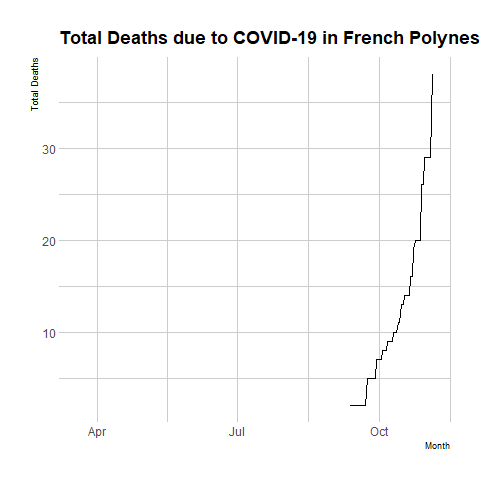 Total Deaths due to COVID-19 in French Polynes
Total Deaths
30
20
10
Apr Jul Oct
Month